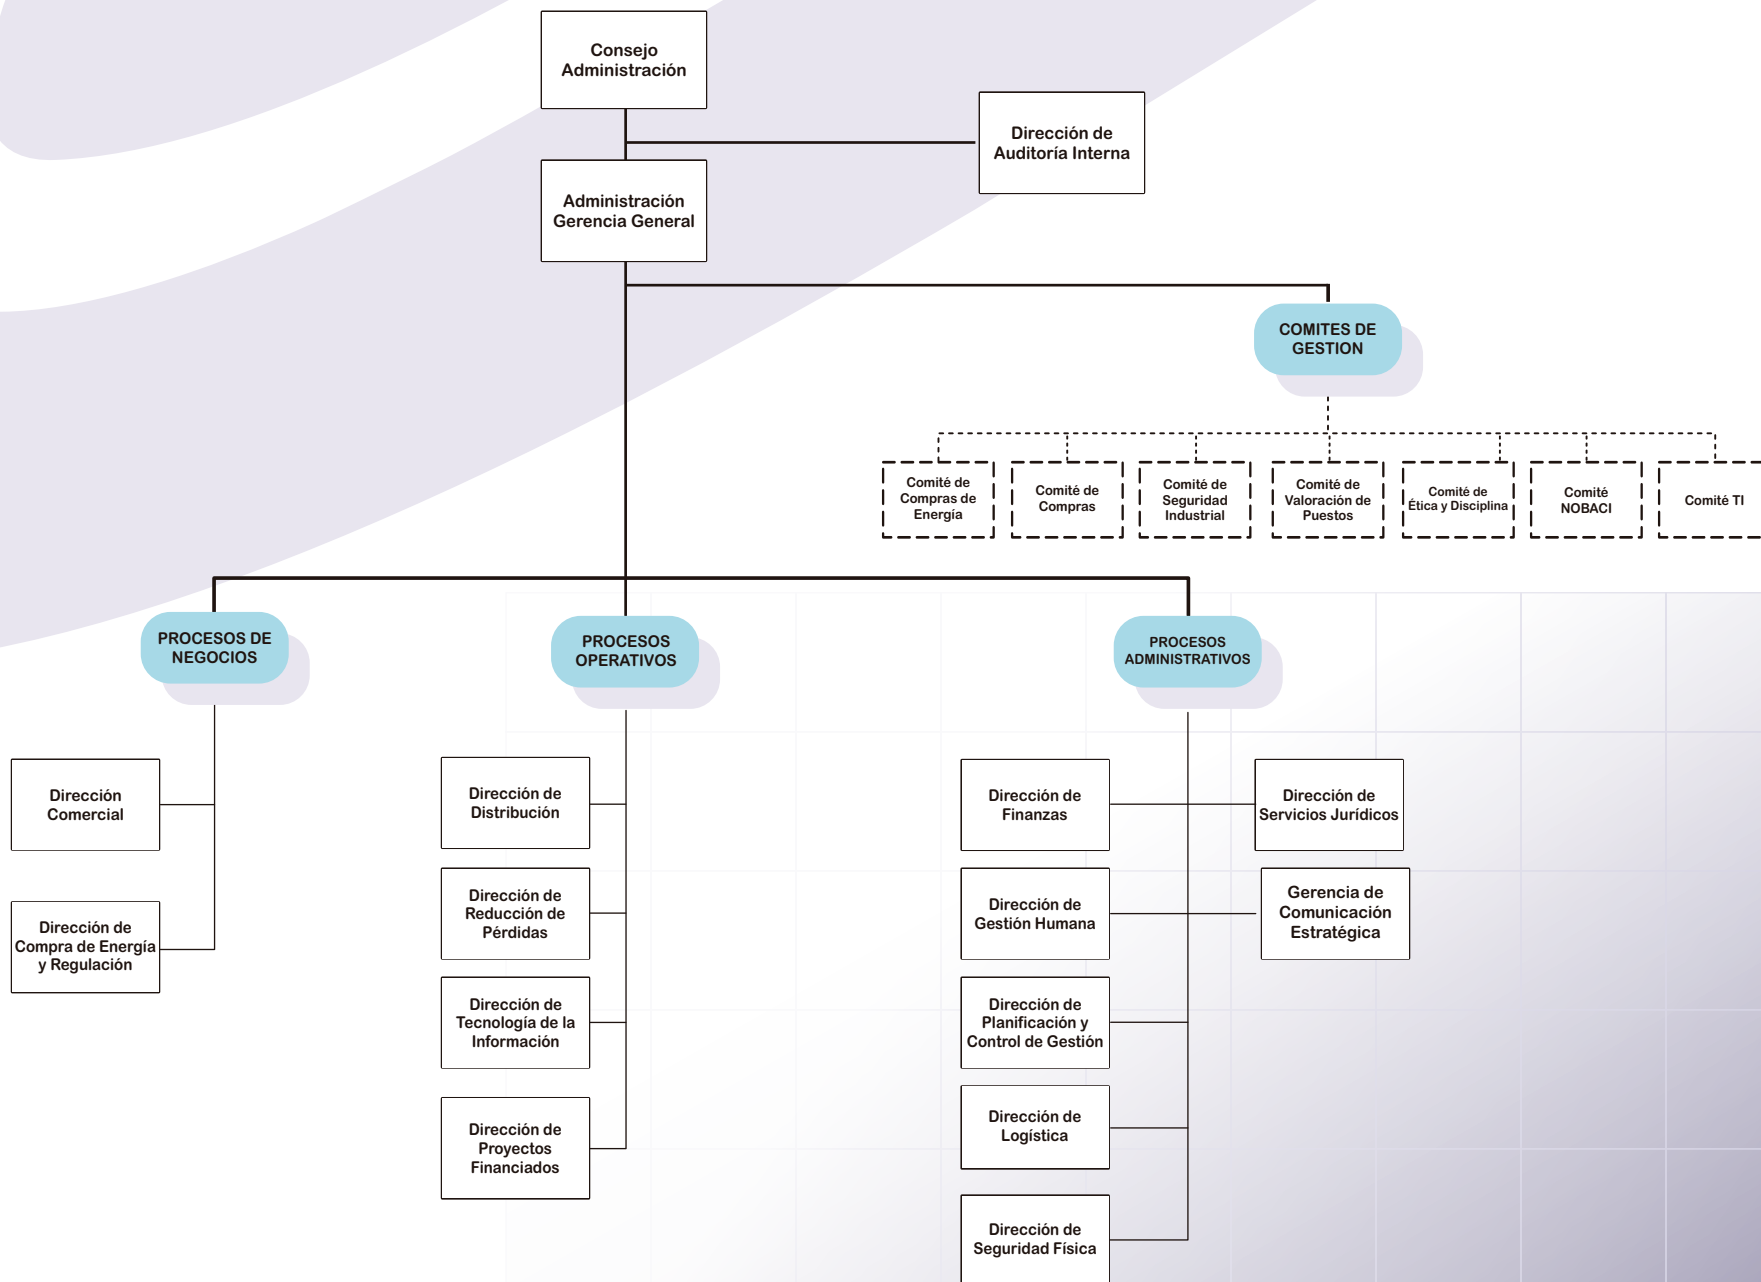 Consejo
Administración
Dirección de
Auditoría Interna
Administración
Gerencia General
COMITES DE
GESTION
Comité de
Compras de
Energía
Comité de
Compras
Comité de
Seguridad
Industrial
Comité de
Valoración de
Puestos
Comité de
Ética y Disciplina
Comité
NOBACI
Comité TI
PROCESOS DE
NEGOCIOS
PROCESOS
OPERATIVOS
PROCESOS
ADMINISTRATIVOS
Dirección
Comercial
Dirección de
Compra de Energía
y Regulación
Dirección de
Distribución
Dirección de
Reducción de
Pérdidas
Dirección de
Tecnología de la
Información
Dirección de
Proyectos
Financiados
Dirección de
Finanzas
Dirección de
Servicios Jurídicos
Dirección de
Gestión Humana
Gerencia de
Comunicación
Estratégica
Dirección de
Planificación y
Control de Gestión
Dirección de
Logística
Dirección de
Seguridad Física